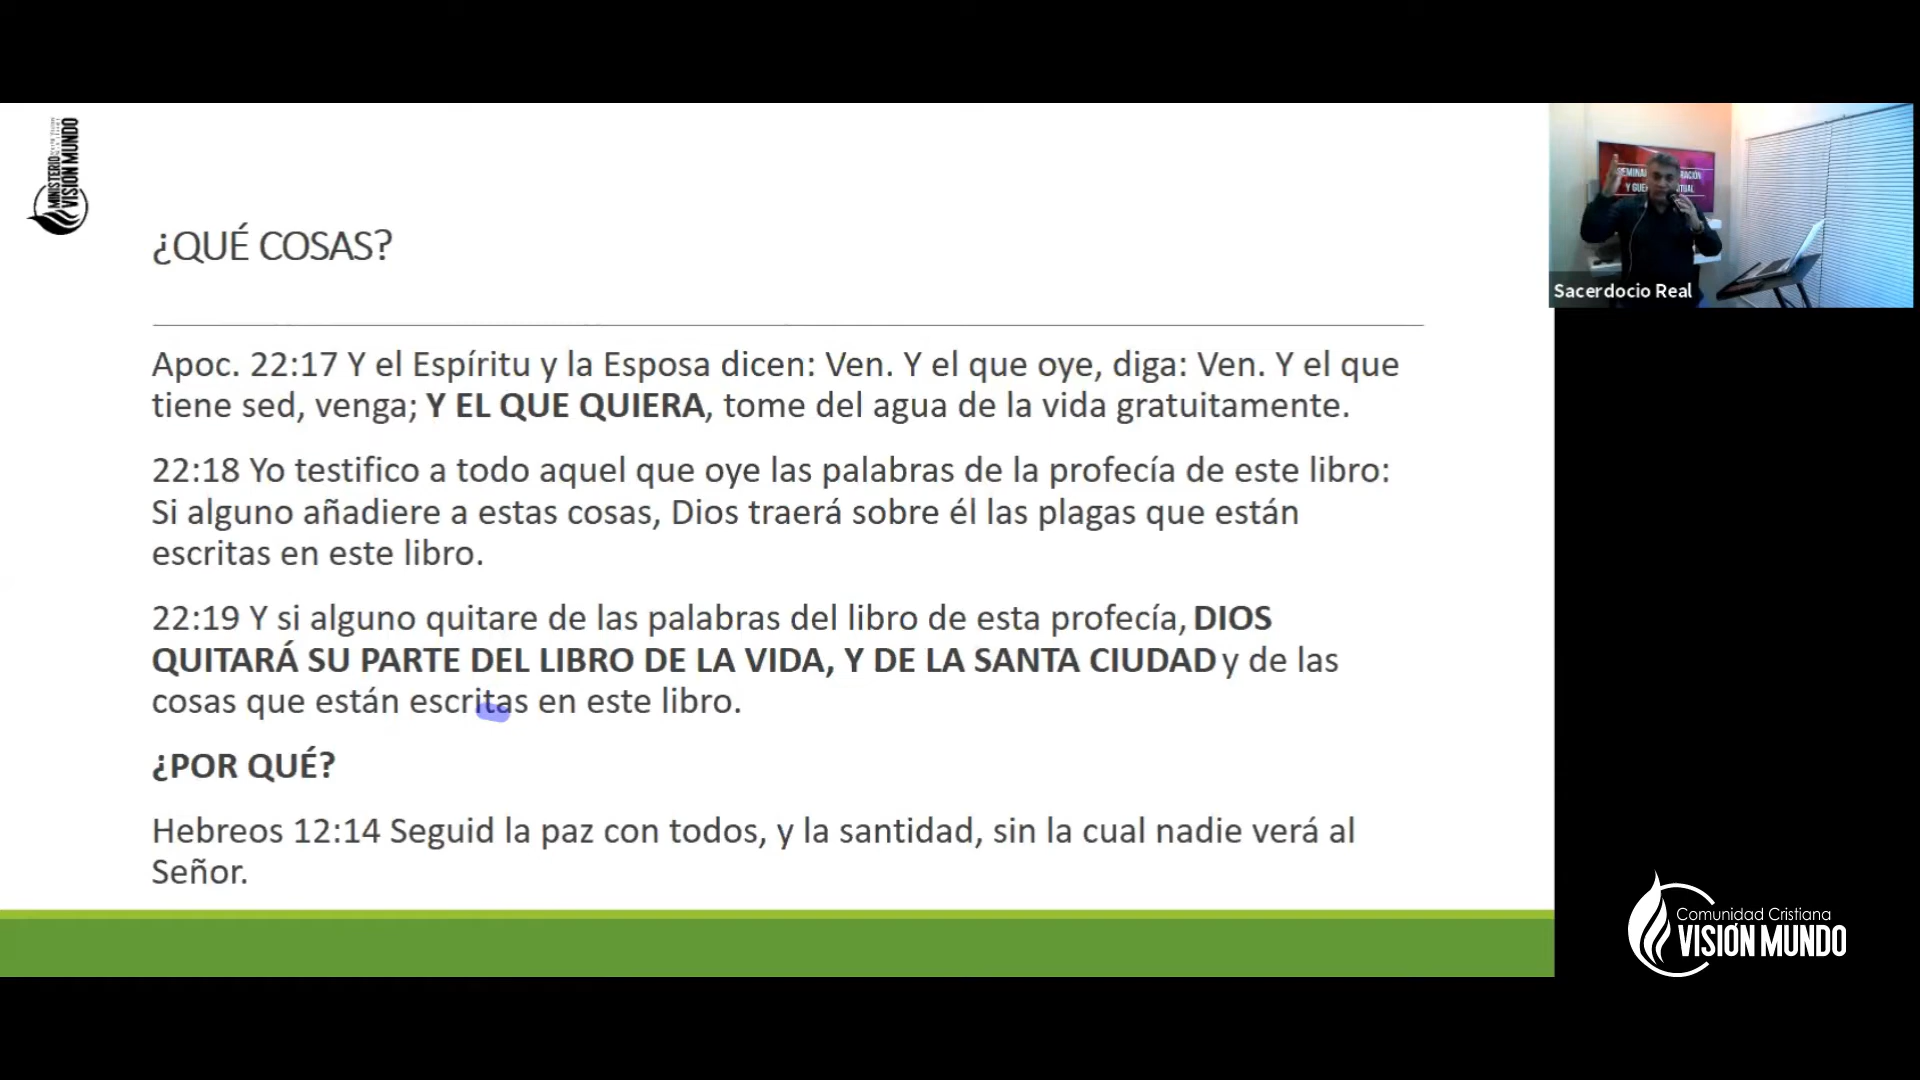 MINISTERIO
VISIÓN MUNDO
¿QUÉ COSAS?
Apoc. 22:17 Y el Espíritu y la Esposa dicen: Ven. Y el que oye, diga: Ven. Y el que
tiene sed, venga; Y EL QUE QUIERA, tome del agua de la vida gratuitamente.
22:18 Yo testifico a todo aquel que oye las palabras de la profecía de este libro:
Si alguno añadiere a estas cosas, Dios traerá sobre él las plagas que están
escritas en este libro.
22:19 Y si alguno quitare de las palabras del libro de esta profecía, DIOS
QUITARÁ SU PARTE DEL LIBRO DE LA VIDA, Y DE LA SANTA CIUDAD y de las
cosas que están escritas en este libro.
¿POR QUÉ?
Hebreos 12:14 Seguid la paz con todos, y la santidad, sin la cual nadie verá al
Señor.
Sacerdocio Real
Comunidad Cristiana
VISIÓN MUNDO